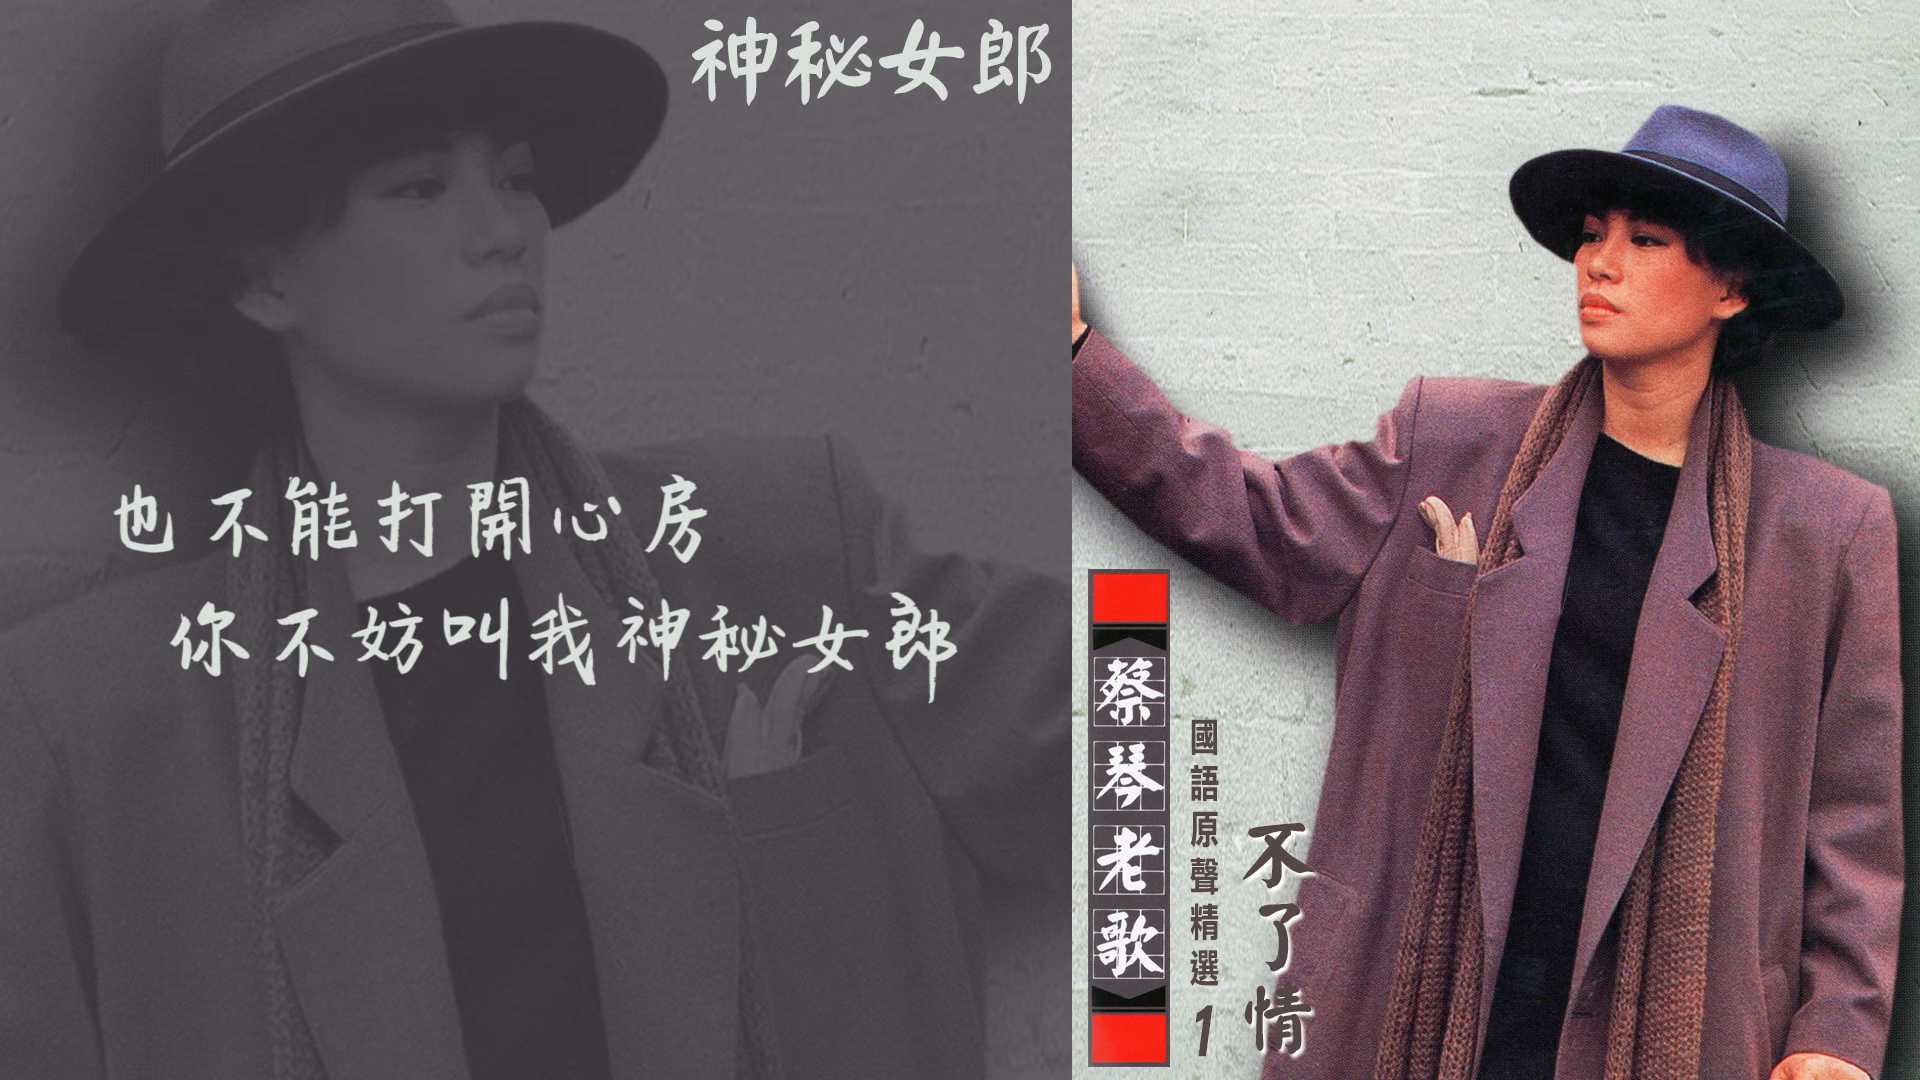 神秘女郎
也不能打開心房
你不妨叫我神秘女郎
蔡琴老歌
國語原聲精選1
不了情